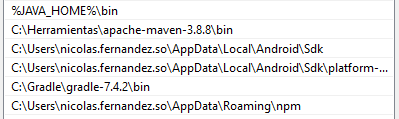 %JAVA_HOME%\bin
C:\Herramientas\apache-maven-3.8.8\bin
C:\Users\nicolas.fernandez.so\AppData\Local\Android\Sdk
C:\Users\nicolas.fernandez.so\AppData\Local\Android\Sdk\platform-...
C:\Gradle\gradle-7.4.2\bin
C:\Users\nicolas.fernandez.so\AppData\Roaming\npm